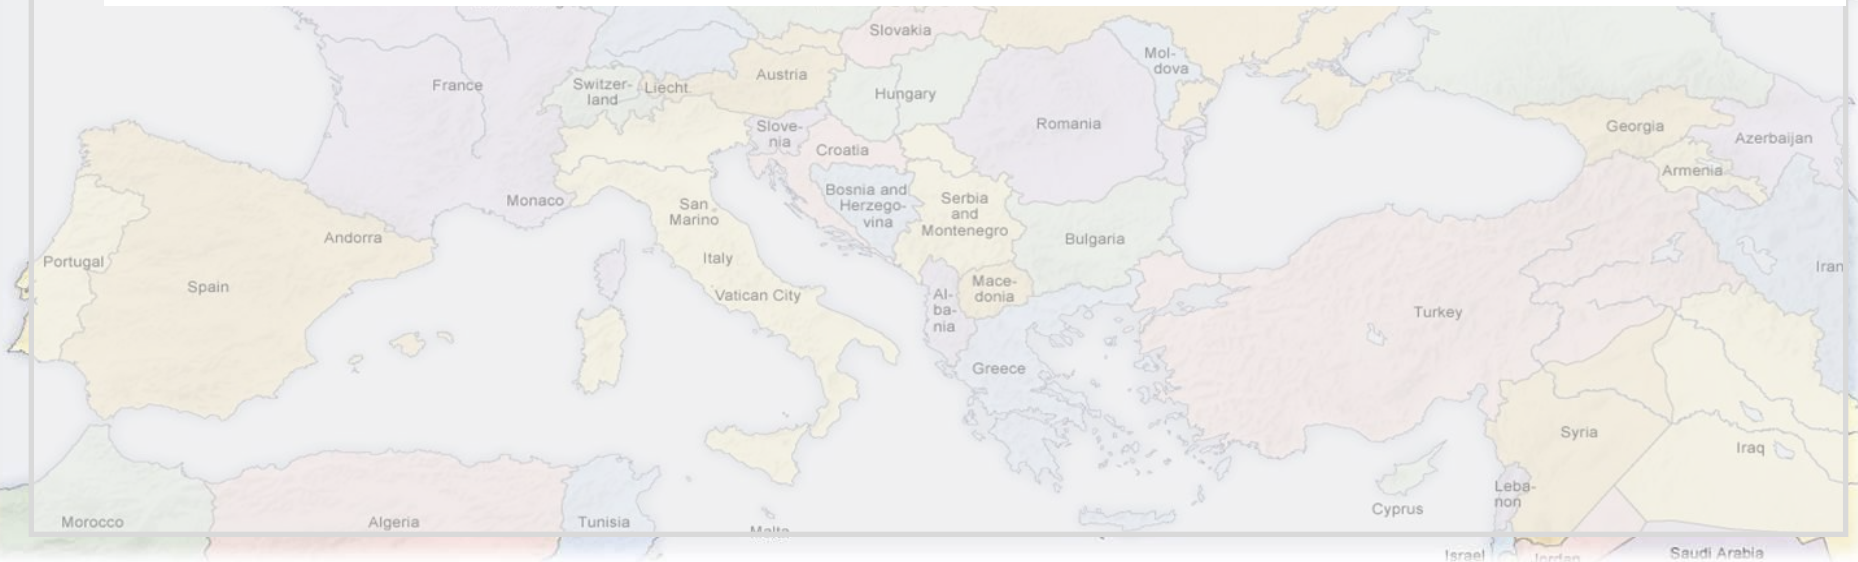 Slovakia
Mol-
dova
Austria
France
Switzer-
land
Liecht.
Hungary
Romania
Georgia
Slove-
nia
Azerbaijan
Croatia
Armenia
Bosnia and
Herzego-
vina
Serbia
and
Montenegro
Monaco
San
Marino
Andorra
Bulgaria
Portugal
Italy
Iran
Spain
Vatican City
Mace-
donia
Al-
ba-
nia
Turkey
Greece
Syria
Iraq
Leba-
non
Cyprus
Morocco
Algeria
Tunisia
Malta
Israel
Jordan
Saudi Arabia